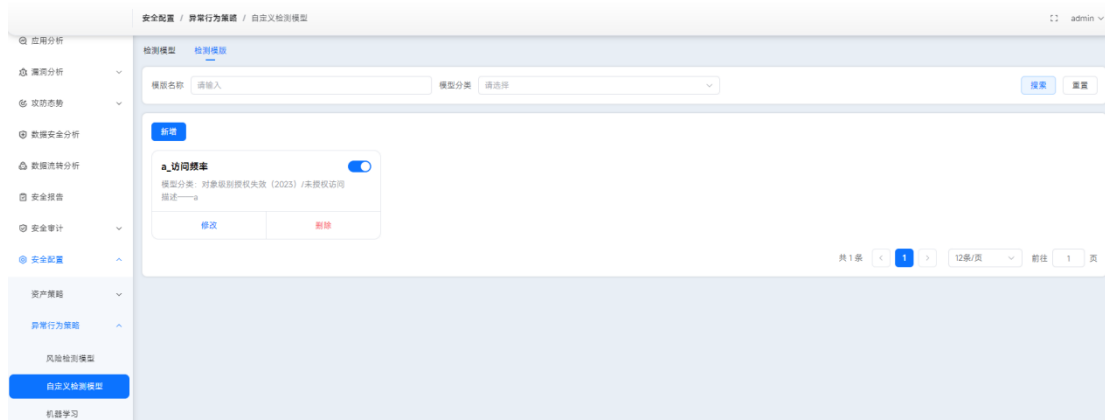 安全配置 / 异常行为策略 / 自定义检测模型
admin
应用分析
漏洞分析
攻防态势
数据安全分析
数据流转分析
安全报告
安全审计
安全配置
资产策略
异常行为策略
风险检测模型
自定义检测模型
机器学习
检测模型 检测模版
模版名称 请输入 模型分类 请选择 搜索 重置
新增
a_访问频率
模型分类：对象级别授权失效（2023）/未授权访问
描述——a
修改 删除
共 1 条 < 1 > 12条/页 前往 1 页